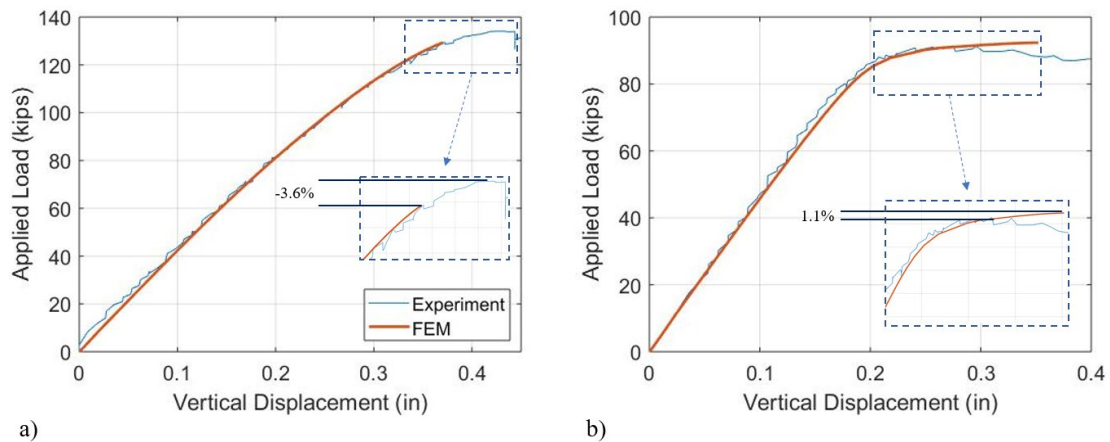 140
120
100
80
60
40
20
0
Applied Load (kips)
-3.6%
Experiment
FEM
0 0.1 0.2 0.3 0.4
Vertical Displacement (in)
a)
100
80
60
40
20
0
Applied Load (kips)
1.1%
0 0.1 0.2 0.3 0.4
Vertical Displacement (in)
b)